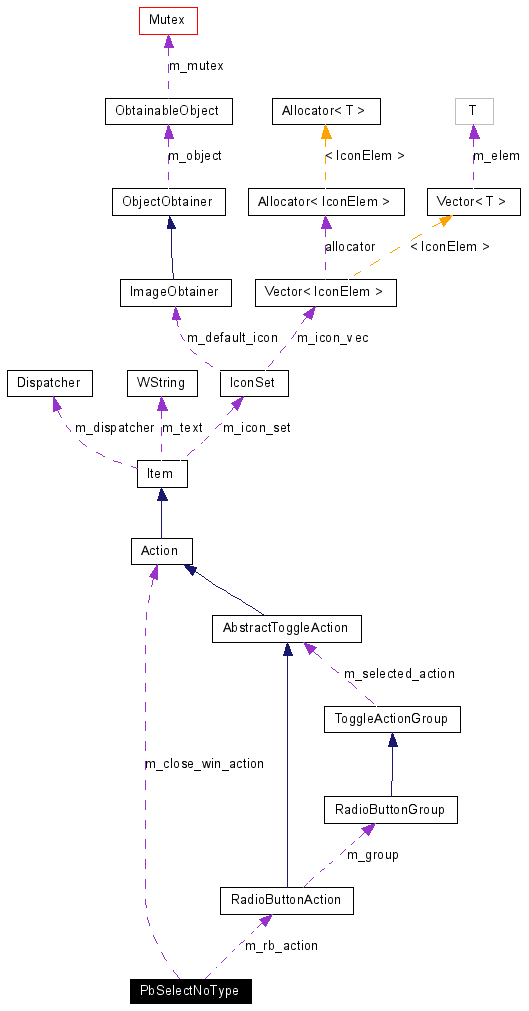 Mutex
m_mutex
ObtainableObject
Allocator< T >
T
m_object
< IconElem >
m_elem
ObjectObtainer
Allocator< IconElem >
Vector< T >
allocator
< IconElem >
ImageObtainer
Vector< IconElem >
m_default_icon
m_icon_vec
Dispatcher
WString
IconSet
m_dispatcher
m_text
m_icon_set
Item
Action
AbstractToggleAction
m_selected_action
ToggleActionGroup
m_close_win_action
RadioButtonGroup
m_group
RadioButtonAction
m_rb_action
PbSelectNoType